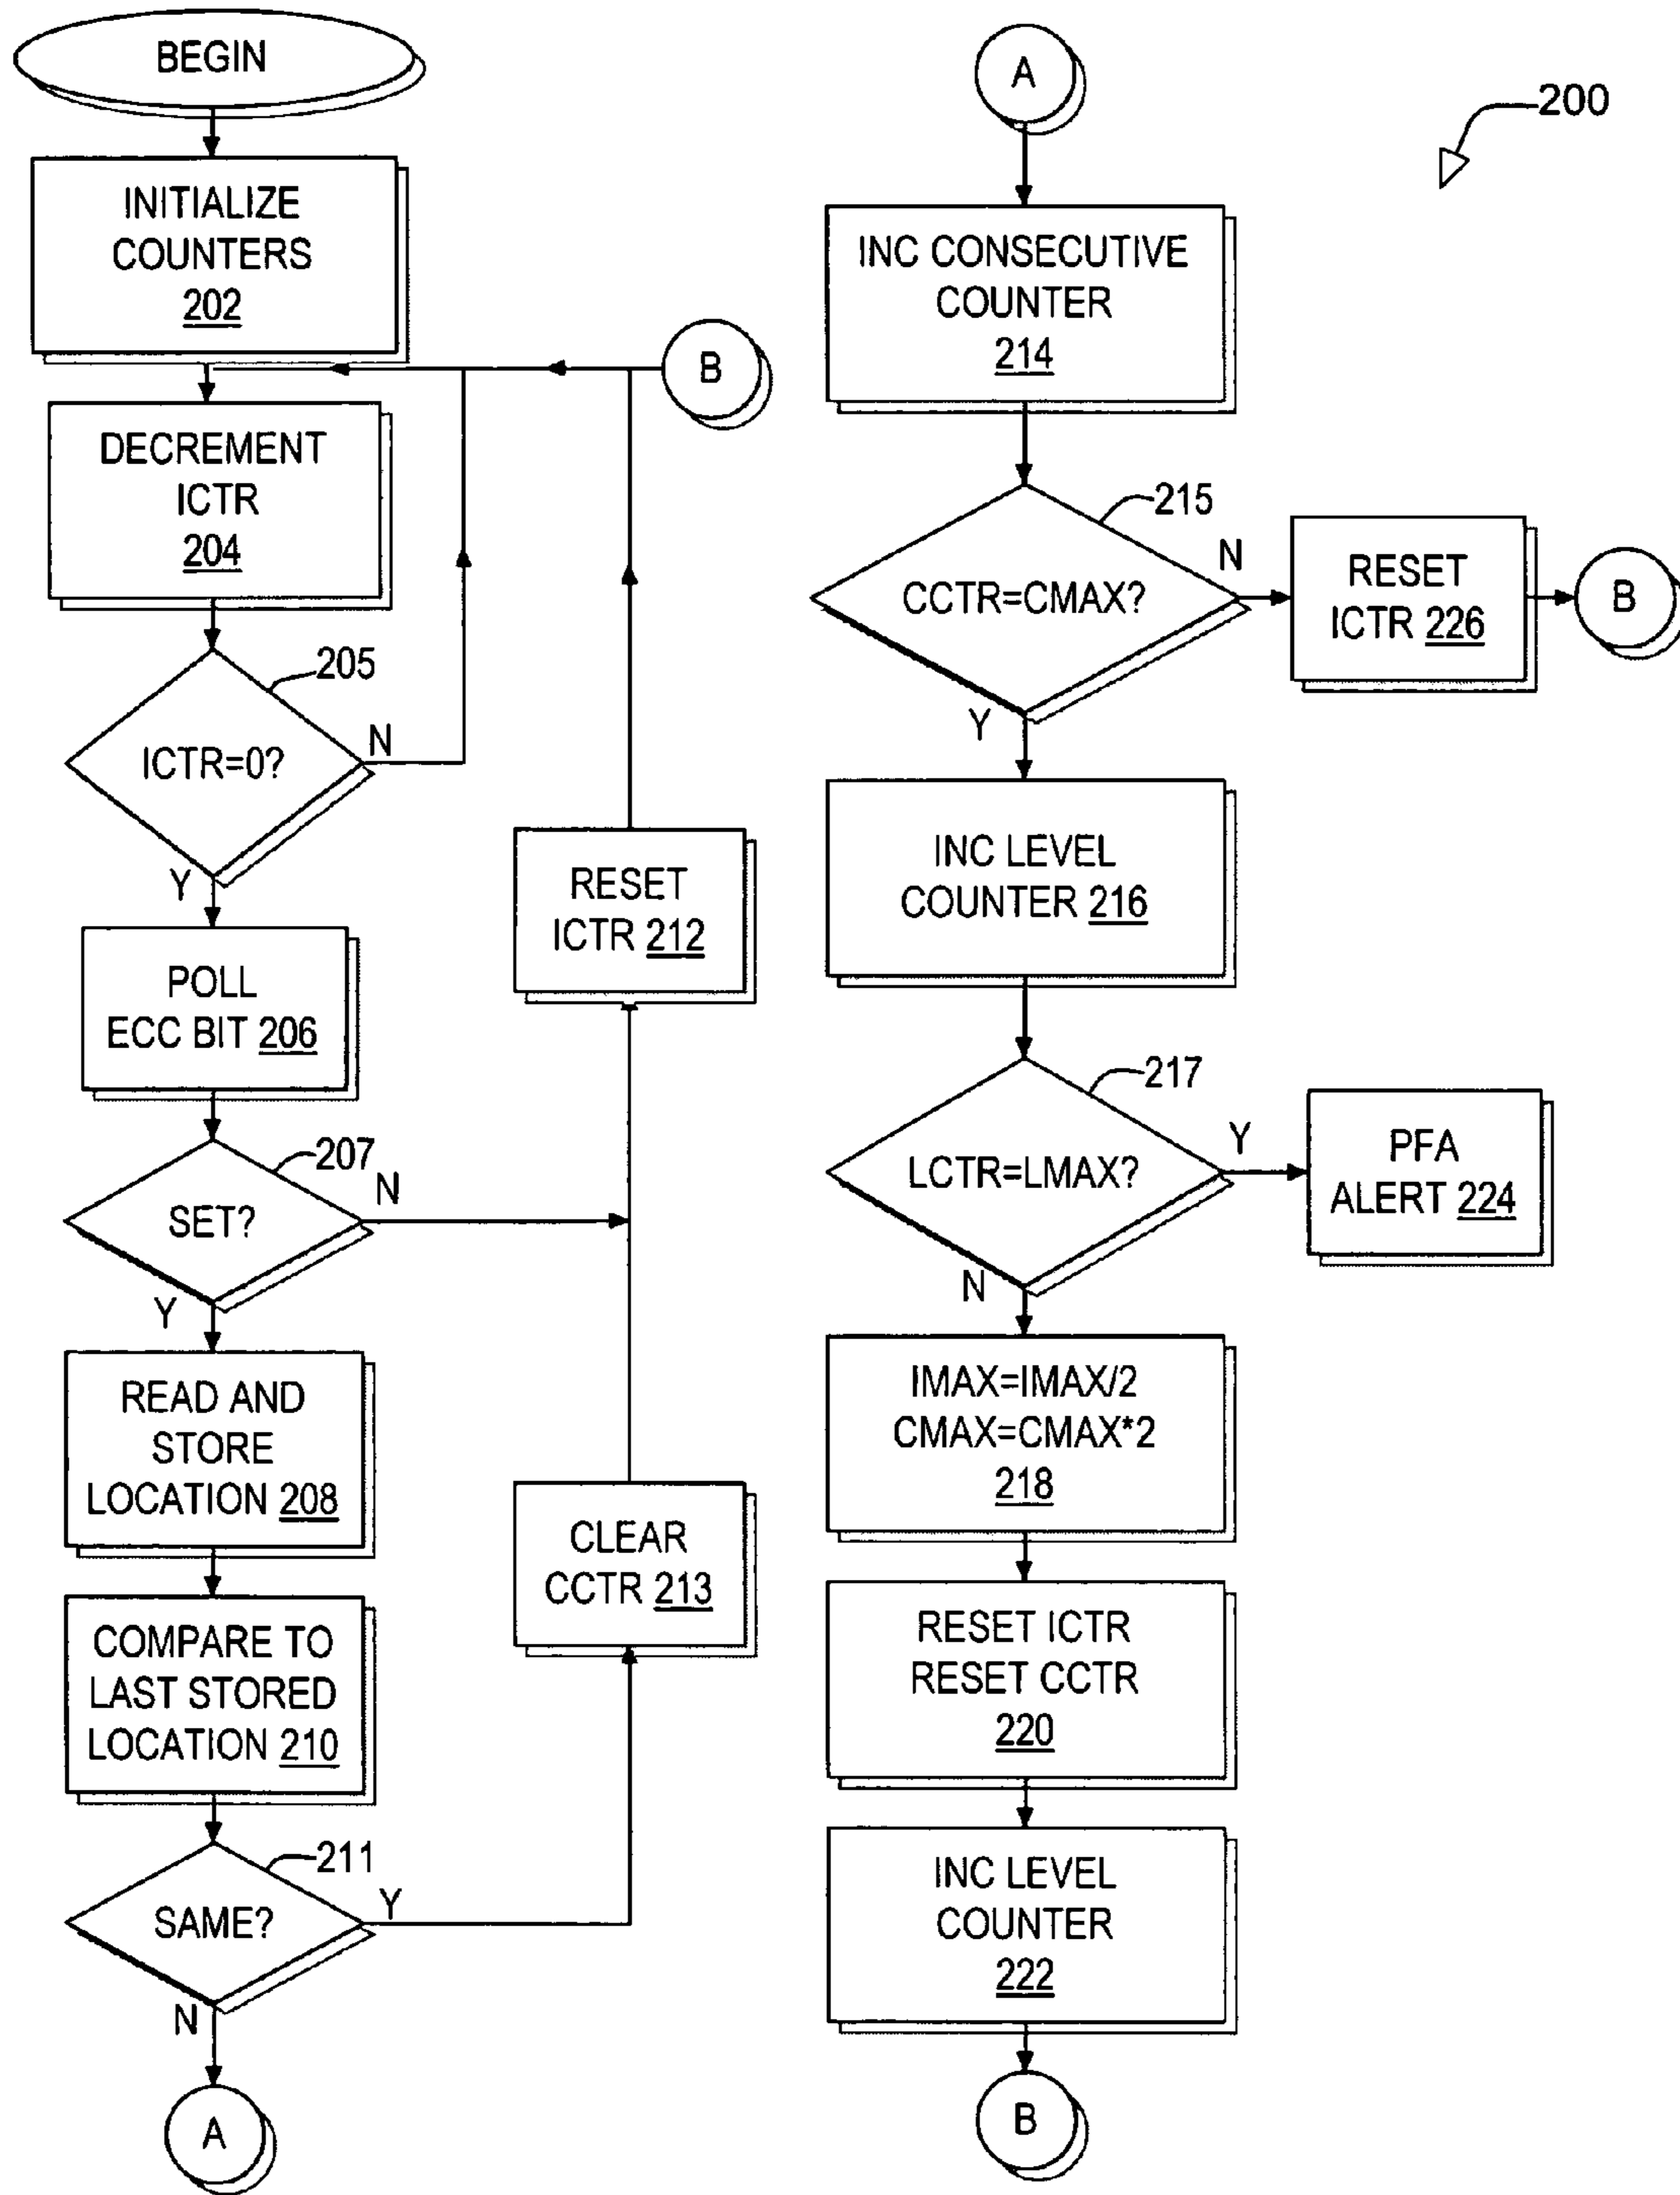 BEGIN
INITIALIZE
COUNTERS
202
B
DECREMENT
ICTR
204
205
ICTR=0?
N
Y
POLL
ECC BIT 206
207
SET?
N
Y
RESET
ICTR 212
READ AND
STORE
LOCATION 208
CLEAR
CCTR 213
COMPARE TO
LAST STORED
LOCATION 210
211
SAME?
Y
N
A
A
200
INC CONSECUTIVE
COUNTER
214
215
CCTR=CMAX?
N
RESET
ICTR 226
B
Y
INC LEVEL
COUNTER 216
217
LCTR=LMAX?
Y
PFA
ALERT 224
N
IMAX=IMAX/2
CMAX=CMAX*2
218
RESET ICTR
RESET CCTR
220
INC LEVEL
COUNTER
222
B